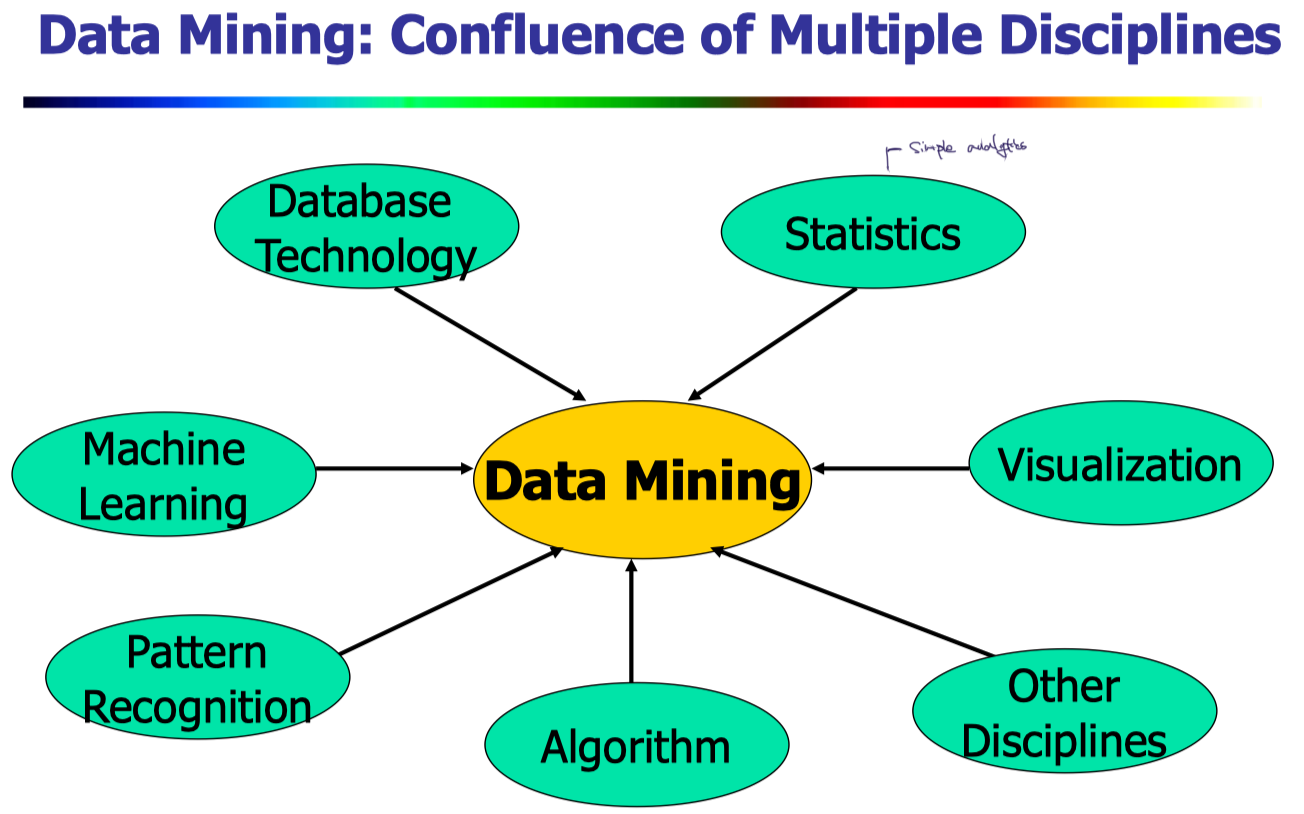 Data Mining: Confluence of Multiple Disciplines
Simple analytics
Database
Technology
Statistics
Machine
Learning
Data Mining
Visualization
Pattern
Recognition
Algorithm
Other
Disciplines